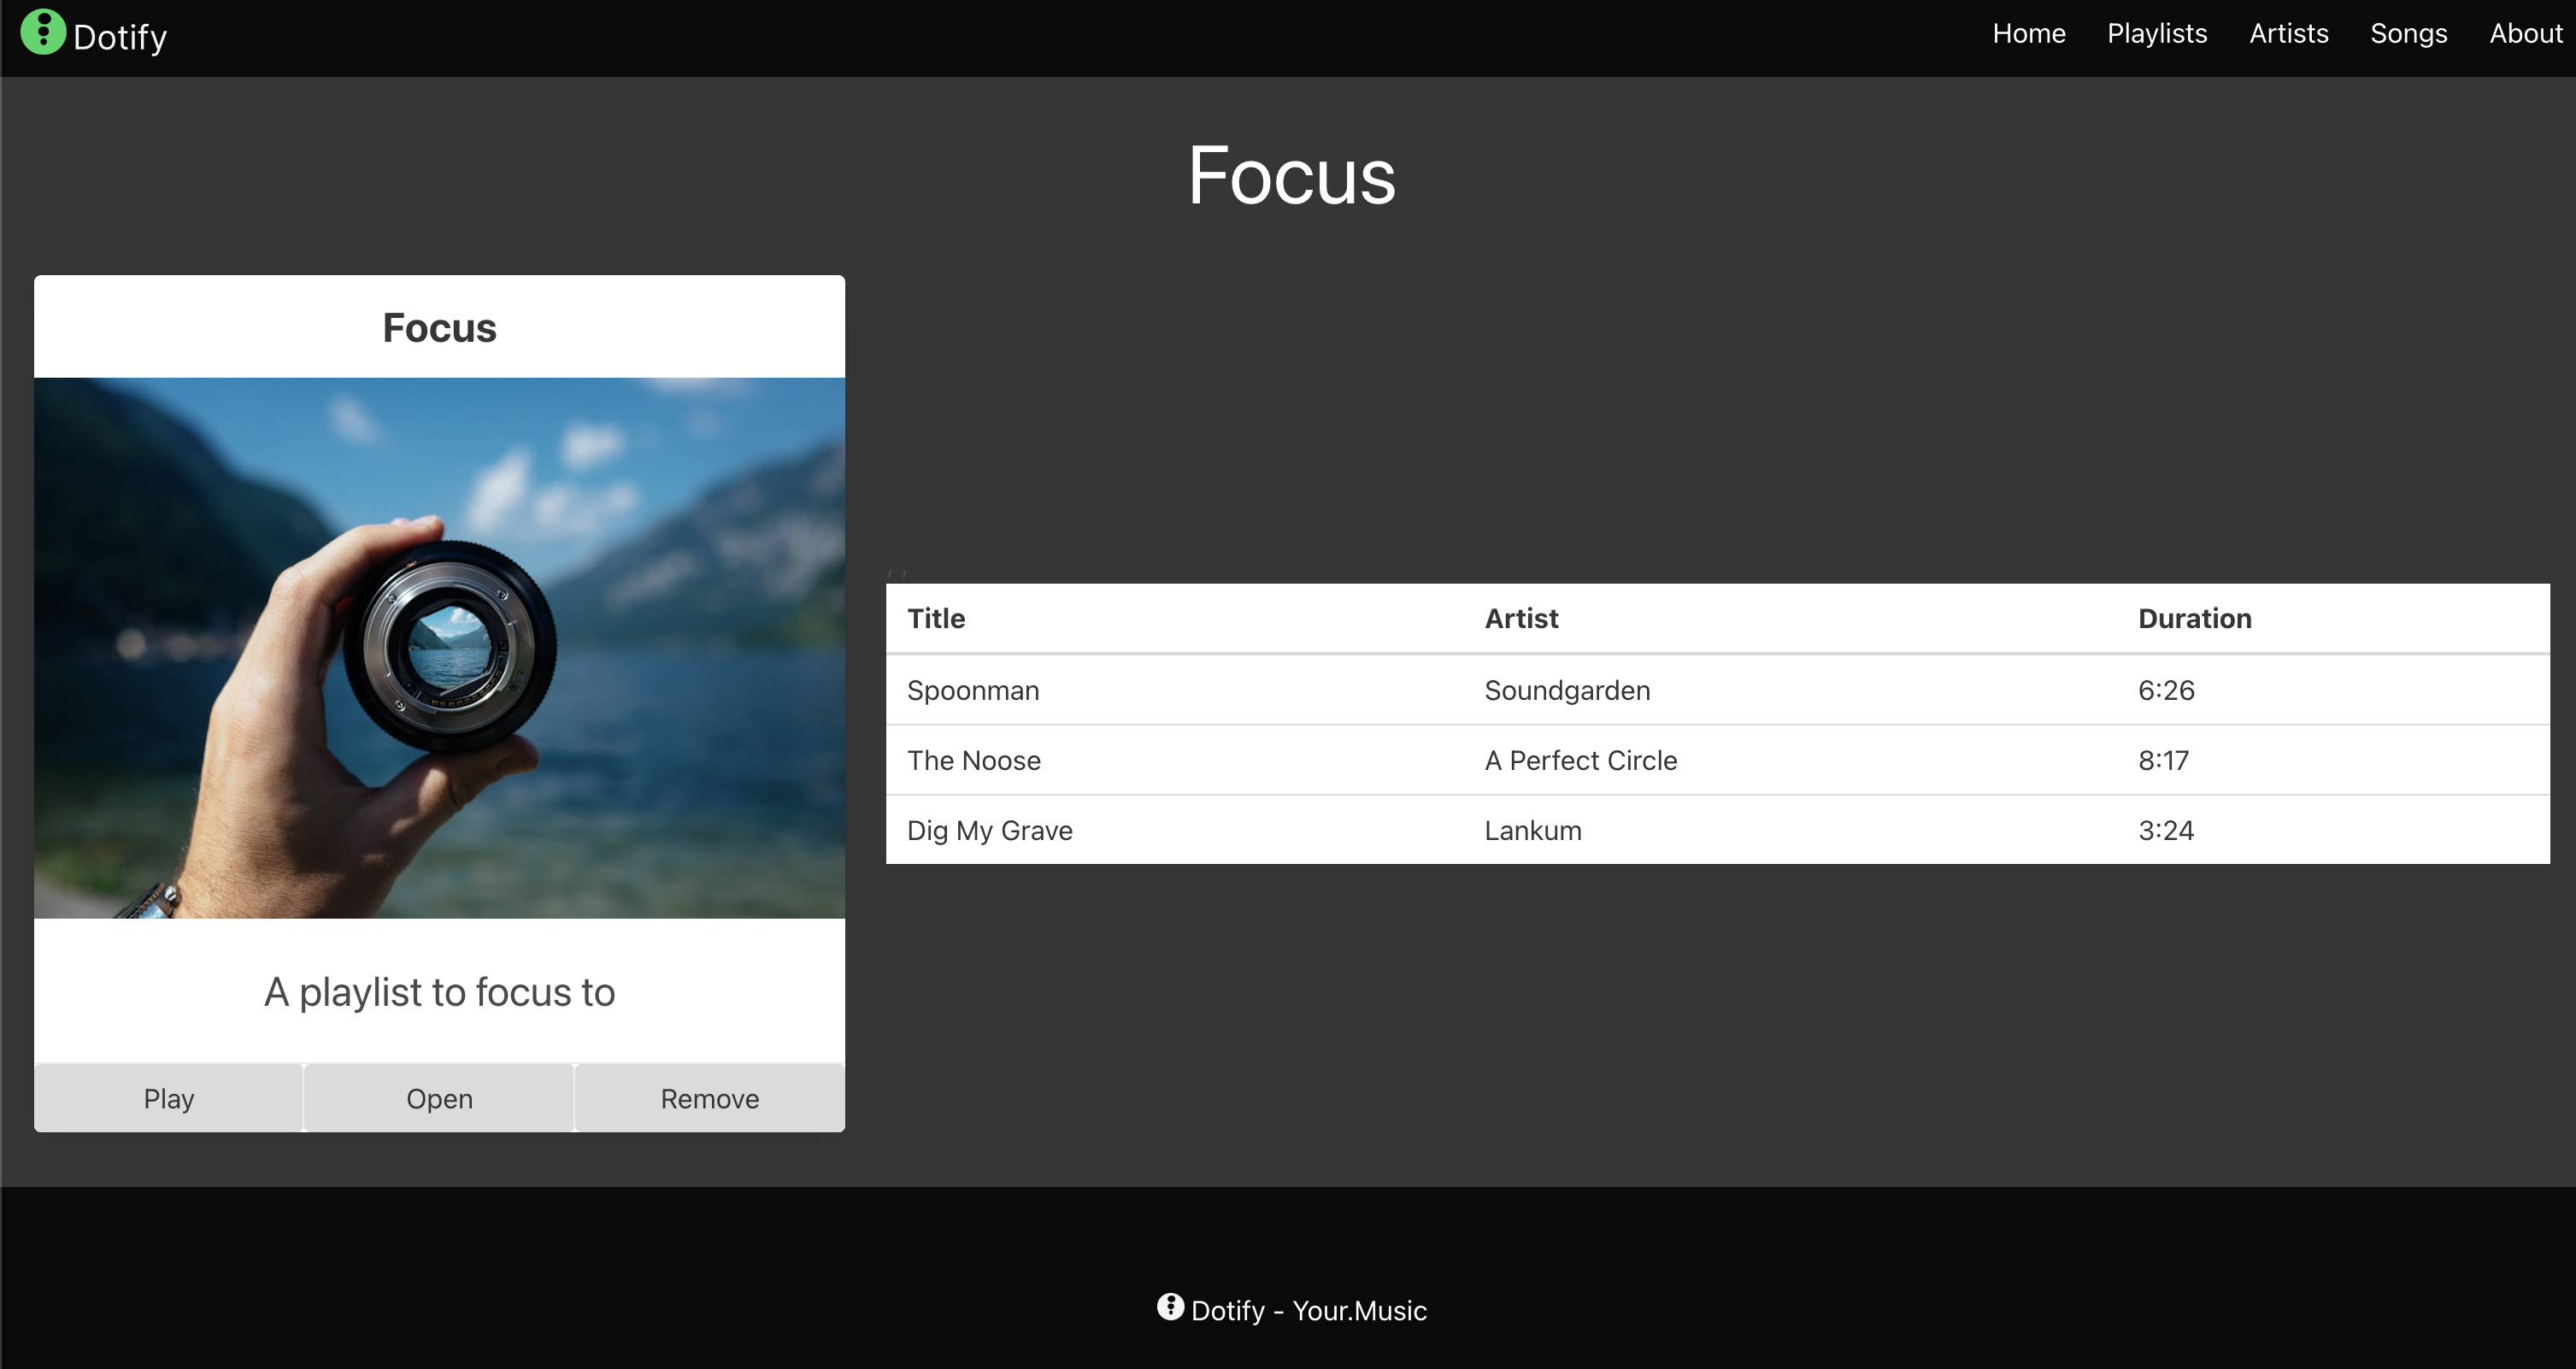 Dotify
Home Playlists Artists Songs About
Focus
Focus
A playlist to focus to
Play Open Remove
, ,
Title Artist Duration
Spoonman Soundgarden 6:26
The Noose A Perfect Circle 8:17
Dig My Grave Lankum 3:24
Dotify - Your.Music